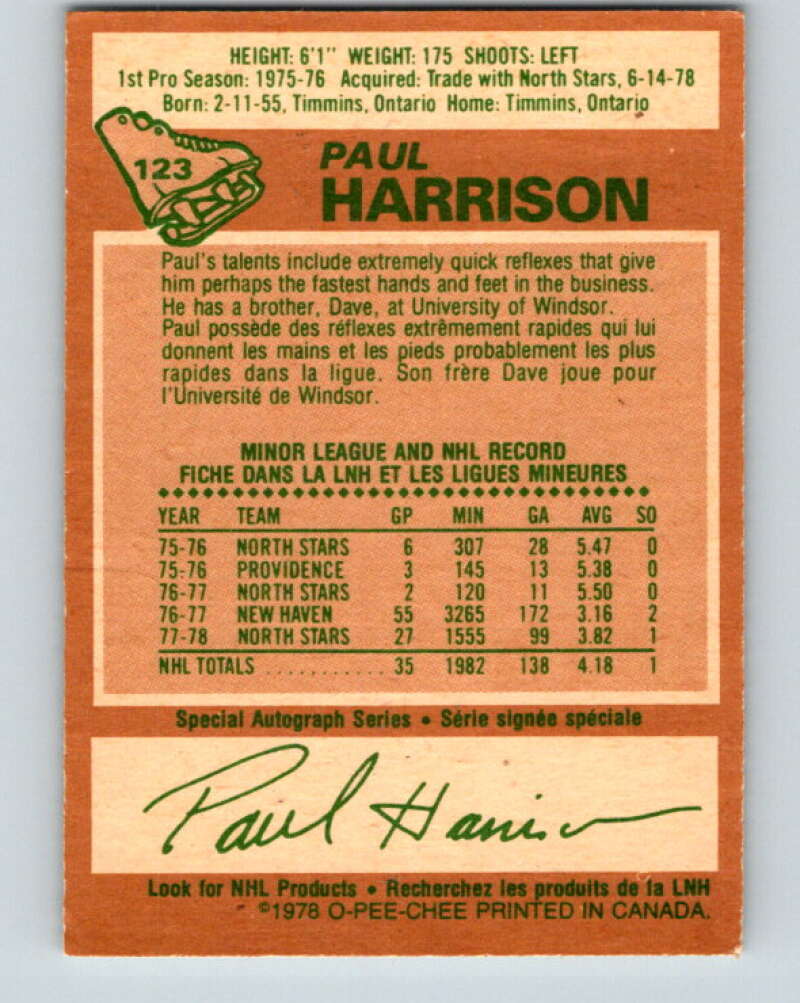 HEIGHT: 6'1" WEIGHT: 175 SHOOTS: LEFT
1st Pro Season: 1975-76 Acquired: Trade with North Stars, 6-14-78
Born: 2-11-55, Timmins, Ontario Home: Timmins, Ontario
123
PAUL
HARRISON
Paul's talents include extremely quick reflexes that give
him perhaps the fastest hands and feet in the business.
He has a brother, Dave, at University of Windsor.
Paul possède des réflexes extrêmement rapides qui lui
donnent les mains et les pieds probablement les plus
rapides dans la ligue. Son frère Dave joue pour
l'Université de Windsor.
MINOR LEAGUE AND NHL RECORD
FICHE DANS LA LNH ET LES LIGUES MINEURES
YEAR TEAM GP MIN GA AVG SO
75-76 NORTH STARS 6 307 28 5.47 0
75-76 PROVIDENCE 3 145 13 5.38 0
76-77 NORTH STARS 2 120 11 5.50 0
76-77 NEW HAVEN 55 3265 172 3.16 2
77-78 NORTH STARS 27 1555 99 3.82 1
NHL TOTALS ............ 35 1982 138 4.18 1
Special Autograph Series • Série signée spéciale
Paul Harrison
Look for NHL Products • Recherchez les produits de la LNH
©1978 O-PEE-CHEE PRINTED IN CANADA.